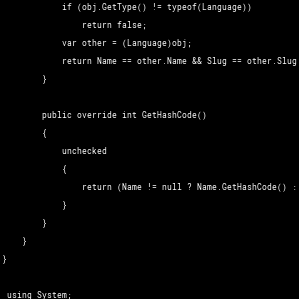 if (obj.GetType() != typeof(Language))
                return false;
            var other = (Language)obj;
            return Name == other.Name && Slug == other.Slug
        }

        public override int GetHashCode()
        {
            unchecked
            {
                return (Name != null ? Name.GetHashCode() :
            }
        }
    }
}

using System;